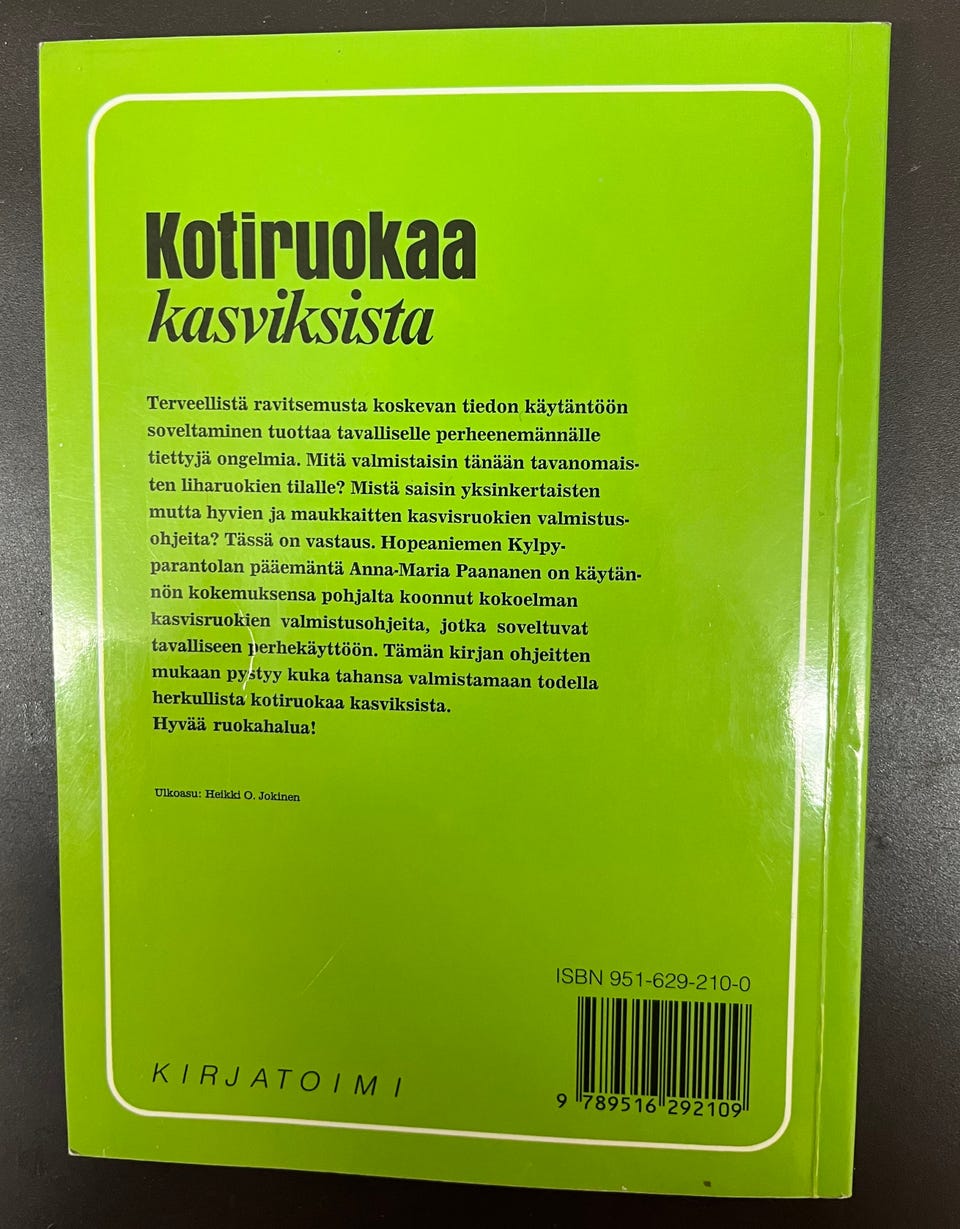 Kotiruokaa
kasviksista
Terveellistä ravitsemusta koskevan tiedon käytäntöön
soveltaminen tuottaa tavalliselle perheenemännälle
tiettyjä ongelmia. Mitä valmistaisin tänään tavanomais-
ten liharuokien tilalle? Mistä saisin yksinkertaisten
mutta hyvien ja maukkaitten kasvisruokien valmistus-
ohjeita? Tässä on vastaus. Hopeaniemen Kylpy-
parantolan pääemäntä Anna-Maria Paananen on käytän-
nön kokemuksensa pohjalta koonnut kokoelman
kasvisruokien valmistusohjeita, jotka soveltuvat
tavalliseen perhekäyttöön. Tämän kirjan ohjeitten
mukaan pystyy kuka tahansa valmistamaan todella
herkullista kotiruokaa kasviksista.
Hyvää ruokahalua!
Ulkoasu: Heikki O. Jokinen
ISBN 951-629-210-0
9 789516 292109
KIRJATOIMI